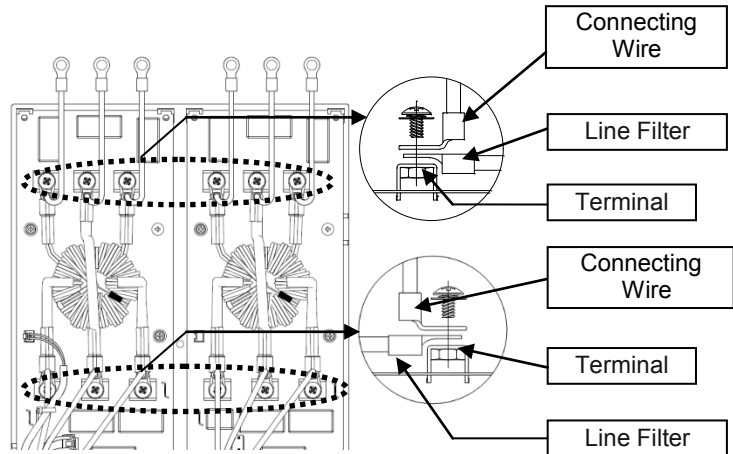 Connecting
Wire
Line Filter
Terminal
Connecting
Wire
Terminal
Line Filter